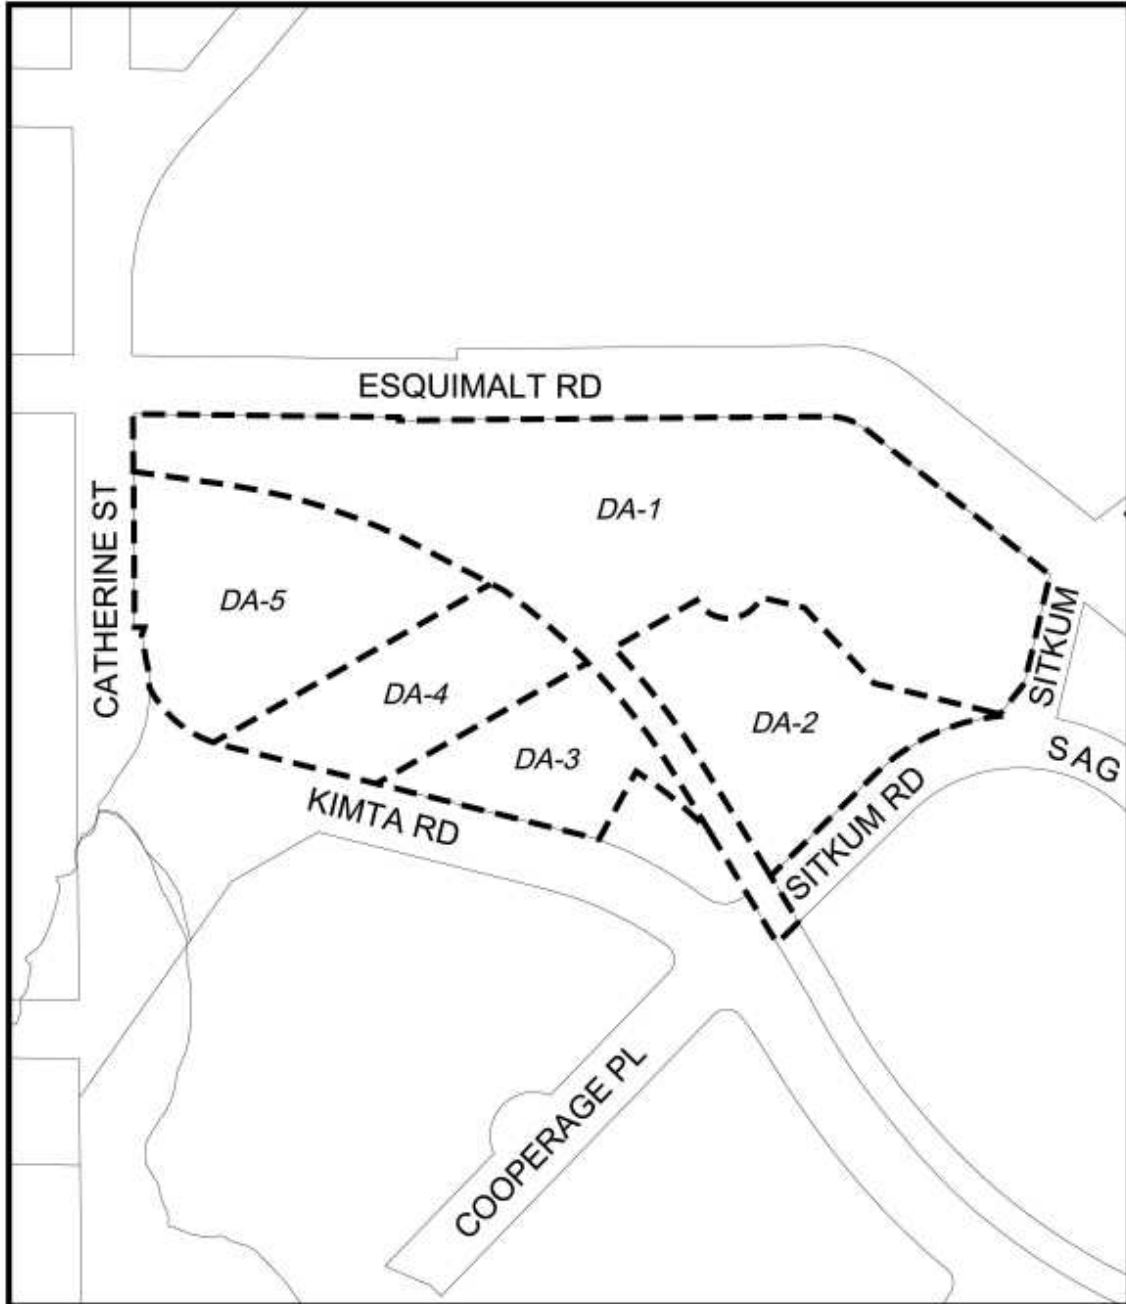 ESQUIMALT RD
DA-1
CATHERINE ST
DA-5
SITKUM
DA-4
DA-2
SAG
DA-3
KIMTA RD
SITKUM RD
COOPERAGE PL